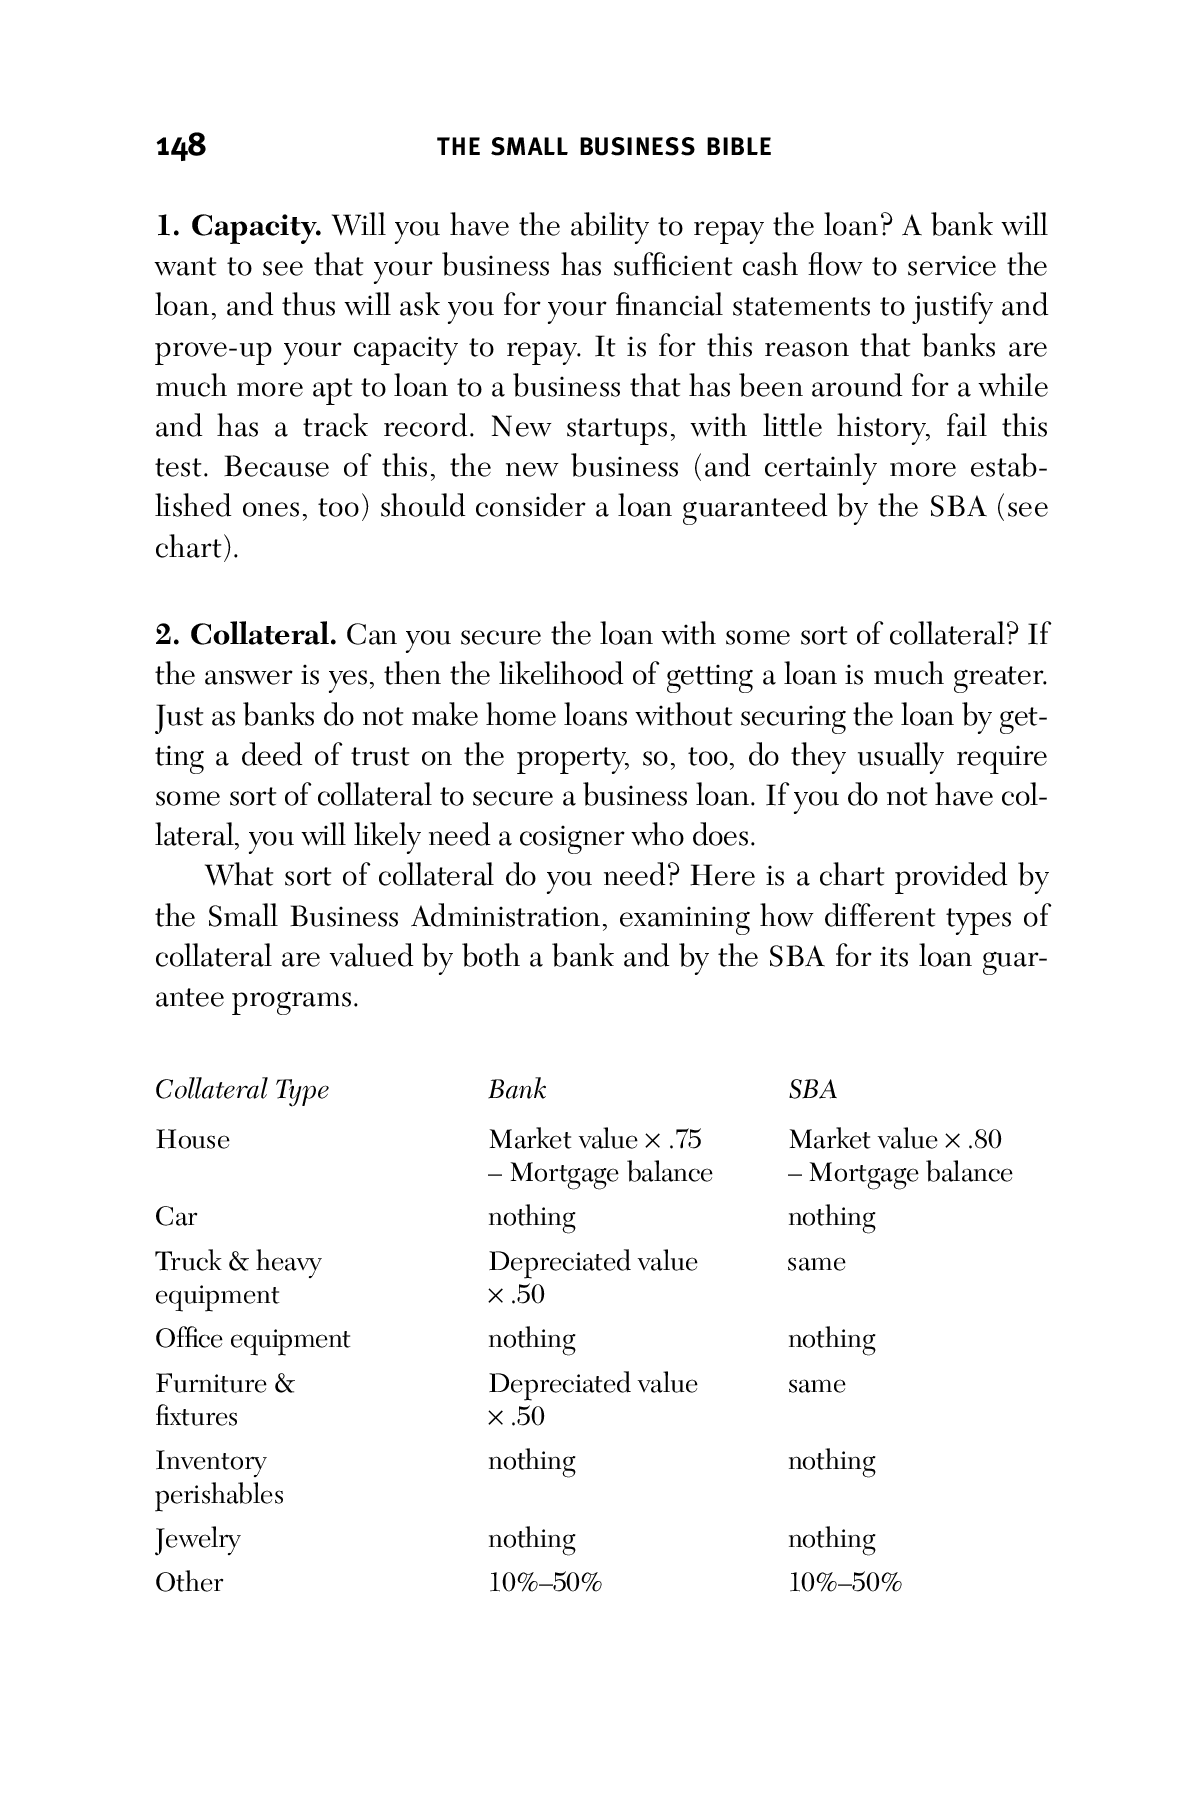 148 THE SMALL BUSINESS BIBLE
1. Capacity. Will you have the ability to repay the loan? A bank will
want to see that your business has sufficient cash flow to service the
loan, and thus will ask you for your financial statements to justify and
prove-up your capacity to repay. It is for this reason that banks are
much more apt to loan to a business that has been around for a while
and has a track record. New startups, with little history, fail this
test. Because of this, the new business (and certainly more estab-
lished ones, too) should consider a loan guaranteed by the SBA (see
chart).
2. Collateral. Can you secure the loan with some sort of collateral? If
the answer is yes, then the likelihood of getting a loan is much greater.
Just as banks do not make home loans without securing the loan by get-
ting a deed of trust on the property, so, too, do they usually require
some sort of collateral to secure a business loan. If you do not have col-
lateral, you will likely need a cosigner who does.
What sort of collateral do you need? Here is a chart provided by
the Small Business Administration, examining how different types of
collateral are valued by both a bank and by the SBA for its loan guar-
antee programs.
Collateral Type Bank SBA
House Market value × .75 Market value × .80
– Mortgage balance – Mortgage balance
Car nothing nothing
Truck & heavy Depreciated value same
equipment × .50
Office equipment nothing nothing
Furniture & Depreciated value same
fixtures × .50
Inventory nothing nothing
perishables
Jewelry nothing nothing
Other 10%–50% 10%–50%